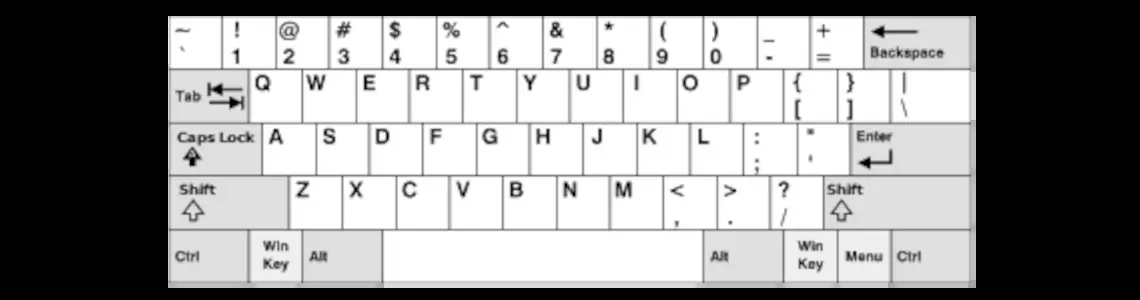 ~ ! @ # $ % ^ & * ( ) _ +
` 1 2 3 4 5 6 7 8 9 0 - = Backspace
Tab Q W E R T Y U I O P { } |
[ ] \
Caps Lock A S D F G H J K L : " Enter
; '
Shift Z X C V B N M < > ? Shift
, . /
Ctrl Win Key Alt Alt Win Key Menu Ctrl